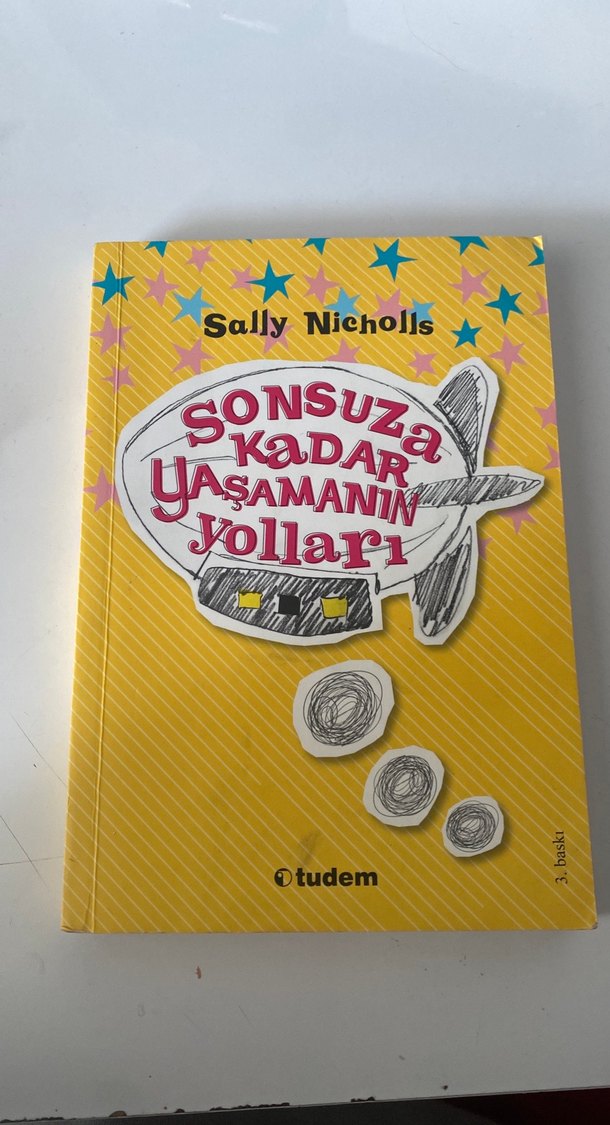 Sally Nicholls
SONSUZa
KaDAR
YAŞAMANIN
yolları
tudem
3. baskı